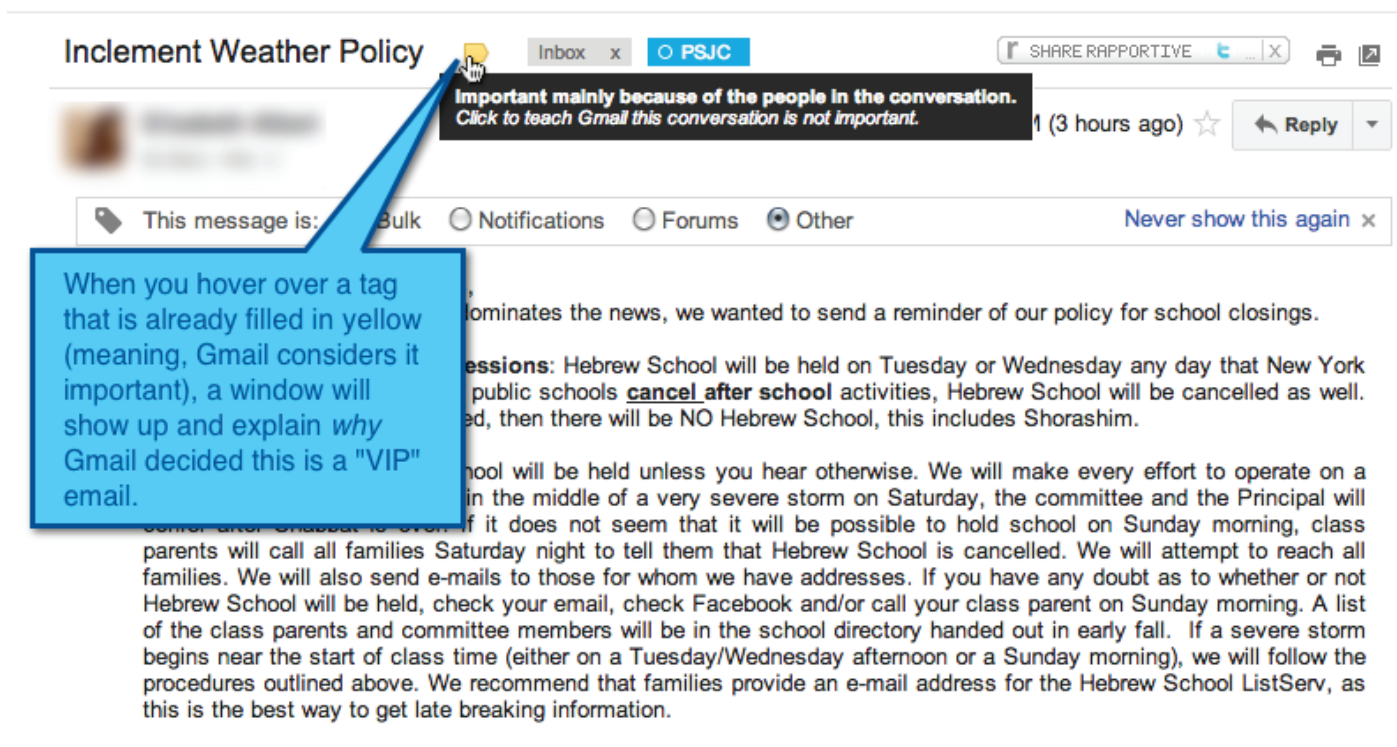 Inclement Weather Policy Inbox x PSJC SHARE RAPPORTIVE ... X
Important mainly because of the people in the conversation.
Click to teach Gmail this conversation is not important.
(3 hours ago) Reply
This message is: Bulk Notifications Forums Other Never show this again x
When you hover over a tag
that is already filled in yellow
(meaning, Gmail considers it
important), a window will
show up and explain why
Gmail decided this is a "VIP"
email.
dominates the news, we wanted to send a reminder of our policy for school closings.
essions: Hebrew School will be held on Tuesday or Wednesday any day that New York
public schools cancel after school activities, Hebrew School will be cancelled as well.
ed, then there will be NO Hebrew School, this includes Shorashim.
hool will be held unless you hear otherwise. We will make every effort to operate on a
in the middle of a very severe storm on Saturday, the committee and the Principal will
confer after Shabbat is over. If it does not seem that it will be possible to hold school on Sunday morning, class
parents will call all families Saturday night to tell them that Hebrew School is cancelled. We will attempt to reach all
families. We will also send e-mails to those for whom we have addresses. If you have any doubt as to whether or not
Hebrew School will be held, check your email, check Facebook and/or call your class parent on Sunday morning. A list
of the class parents and committee members will be in the school directory handed out in early fall. If a severe storm
begins near the start of class time (either on a Tuesday/Wednesday afternoon or a Sunday morning), we will follow the
procedures outlined above. We recommend that families provide an e-mail address for the Hebrew School ListServ, as
this is the best way to get late breaking information.